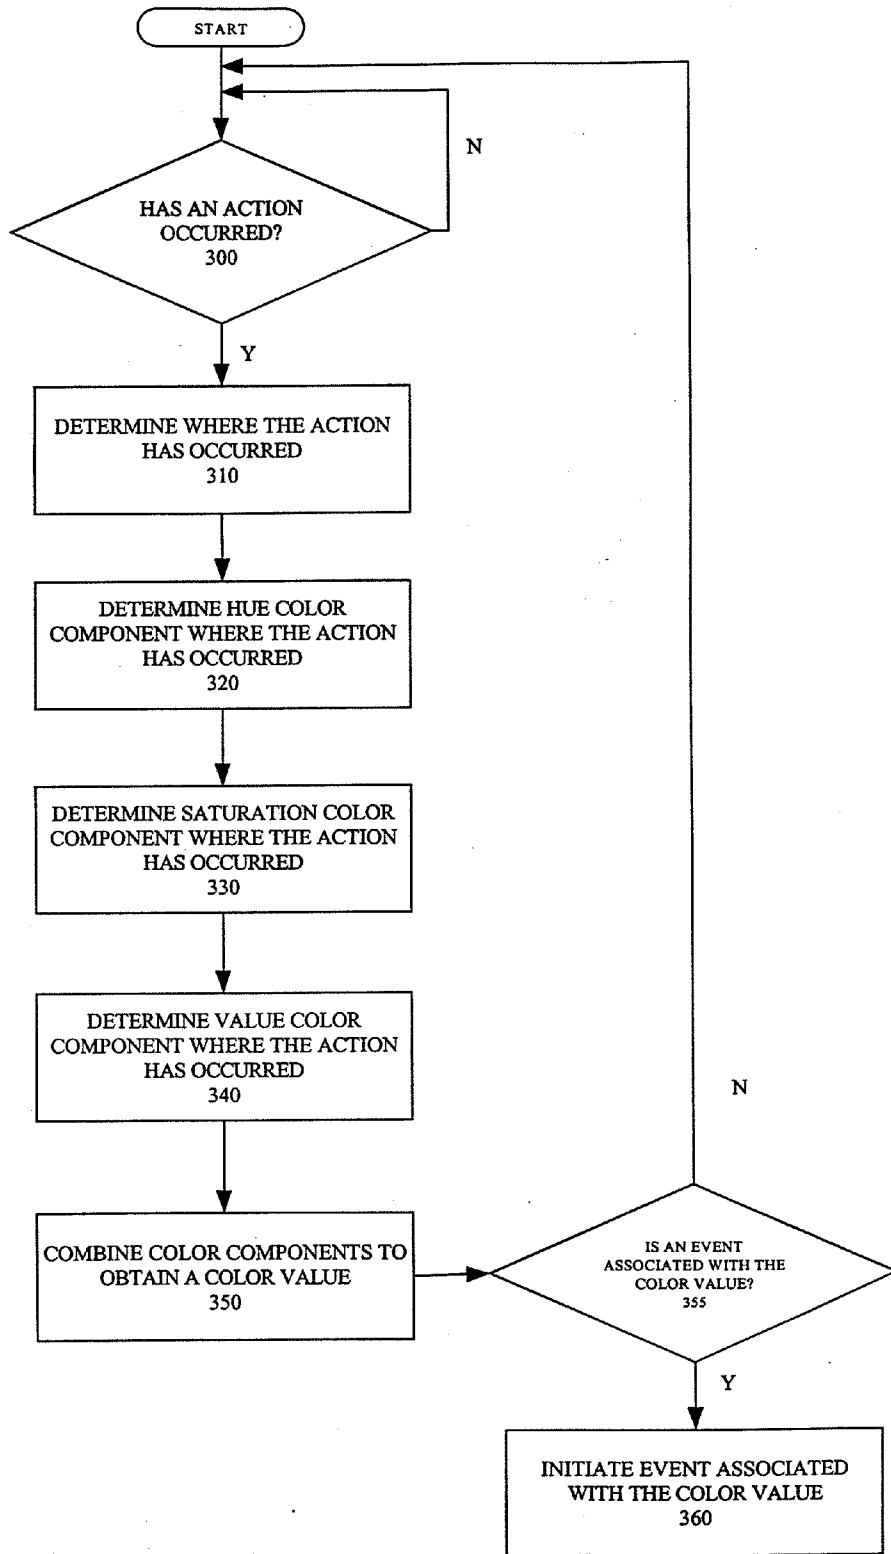 START
N
HAS AN ACTION
OCCURRED?
300
Y
DETERMINE WHERE THE ACTION
HAS OCCURRED
310
DETERMINE HUE COLOR
COMPONENT WHERE THE ACTION
HAS OCCURRED
320
DETERMINE SATURATION COLOR
COMPONENT WHERE THE ACTION
HAS OCCURRED
330
DETERMINE VALUE COLOR
COMPONENT WHERE THE ACTION
HAS OCCURRED
340
COMBINE COLOR COMPONENTS TO
OBTAIN A COLOR VALUE
350
N
IS AN EVENT
ASSOCIATED WITH THE
COLOR VALUE?
355
Y
INITIATE EVENT ASSOCIATED
WITH THE COLOR VALUE
360